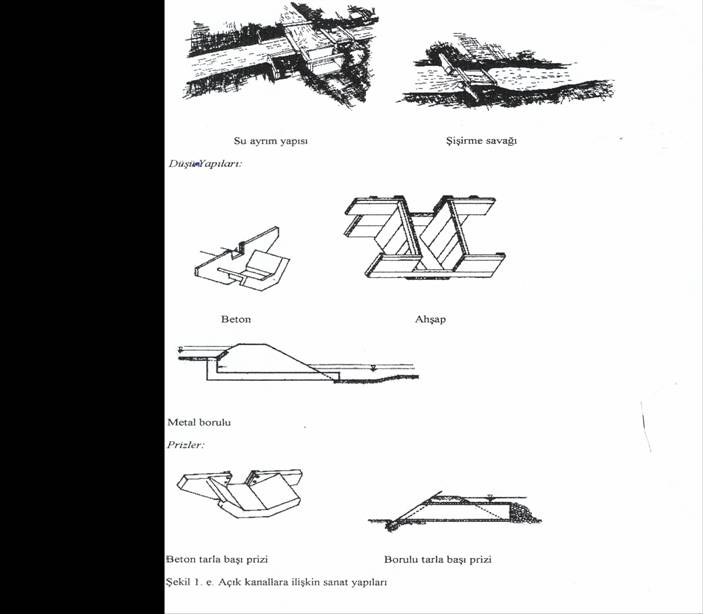 Su ayrım yapısı
Şişirme savağı
Düşü Yapıları:
Beton
Ahşap
Metal borulu
Prizler:
Beton tarla başı prizi
Borulu tarla başı prizi
Şekil 1. e. Açık kanallara ilişkin sanat yapıları